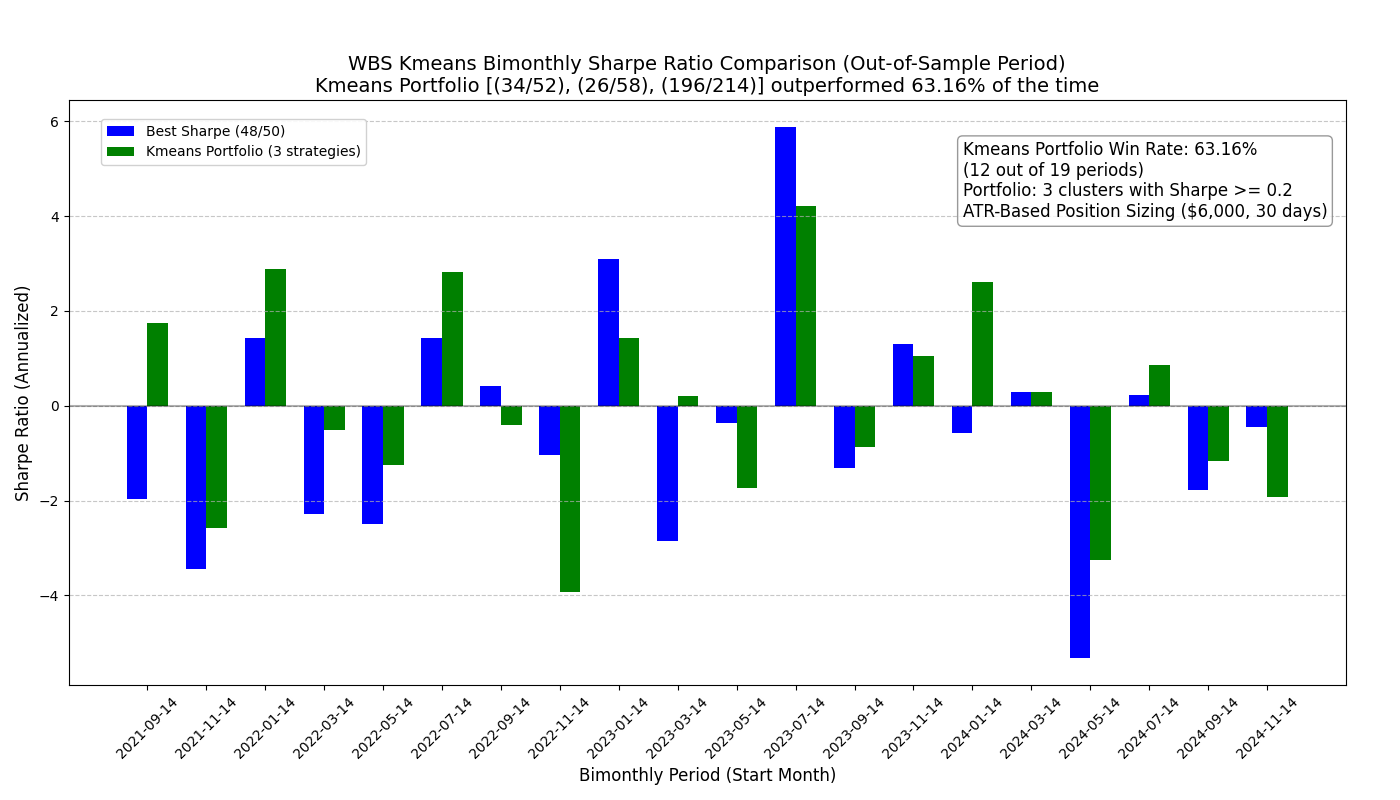 WBS Kmeans Bimonthly Sharpe Ratio Comparison (Out-of-Sample Period)
Kmeans Portfolio [(34/52), (26/58), (196/214)] outperformed 63.16% of the time
Best Sharpe (48/50)
Kmeans Portfolio (3 strategies)
Kmeans Portfolio Win Rate: 63.16%
(12 out of 19 periods)
Portfolio: 3 clusters with Sharpe >= 0.2
ATR-Based Position Sizing ($6,000, 30 days)
Sharpe Ratio (Annualized)
6
4
2
0
−2
−4
2021-09-14
2021-11-14
2022-01-14
2022-03-14
2022-05-14
2022-07-14
2022-09-14
2022-11-14
2023-01-14
2023-03-14
2023-05-14
2023-07-14
2023-09-14
2023-11-14
2024-01-14
2024-03-14
2024-05-14
2024-07-14
2024-09-14
2024-11-14
Bimonthly Period (Start Month)